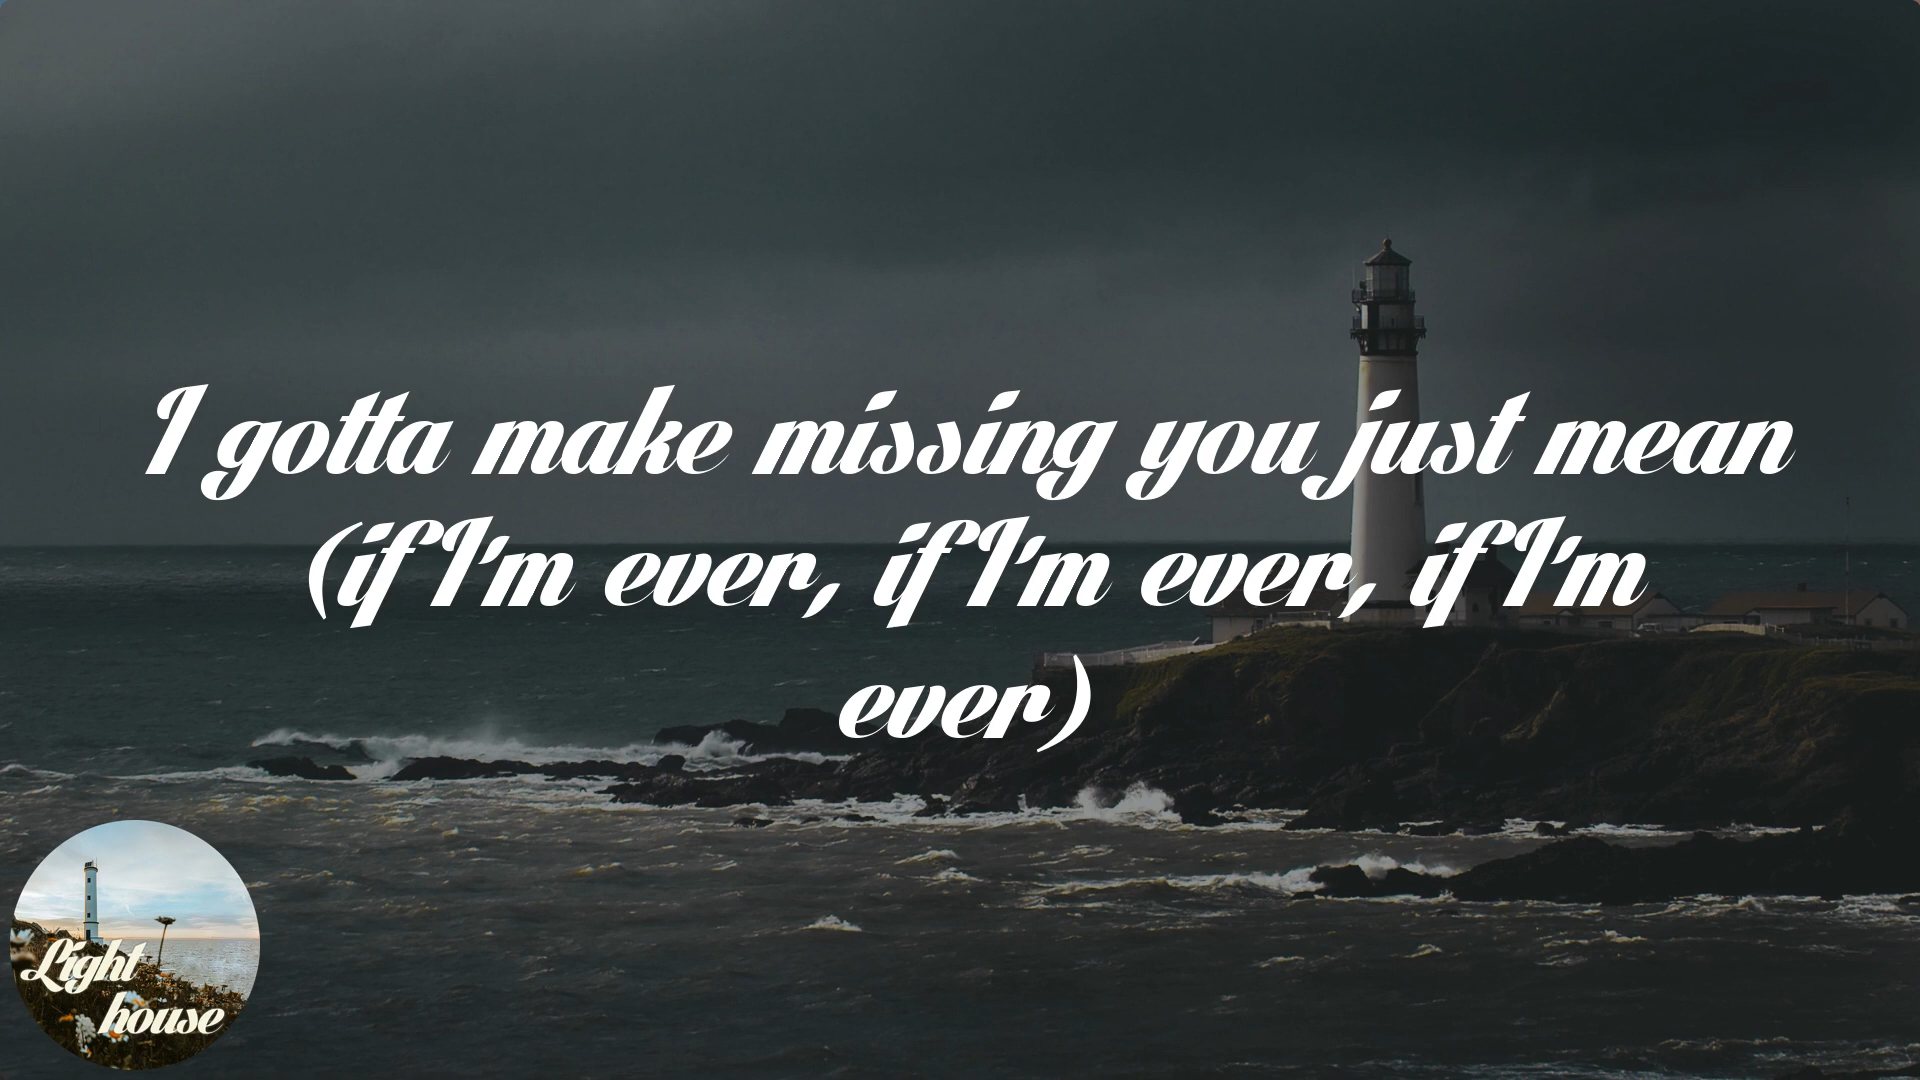 I gotta make missing you just mean
(if I'm ever, if I'm ever, if I'm
ever)
Light
house